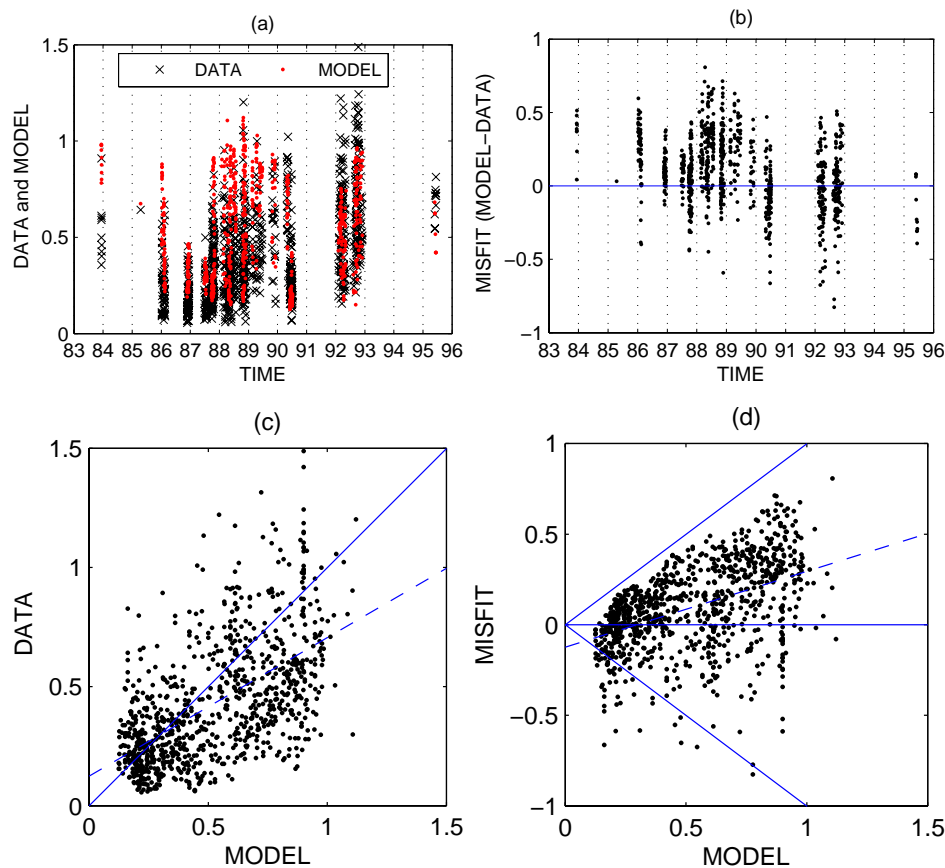 (a)
DATA and MODEL
1.5
1
0.5
0
DATA
MODEL
83 84 85 86 87 88 89 90 91 92 93 94 95 96
TIME
(b)
MISFIT (MODEL−DATA)
1
0.5
0
−0.5
−1
83 84 85 86 87 88 89 90 91 92 93 94 95 96
TIME
(c)
DATA
1.5
1
0.5
0
0 0.5 1 1.5
MODEL
(d)
MISFIT
1
0.5
0
−0.5
−1
0 0.5 1 1.5
MODEL